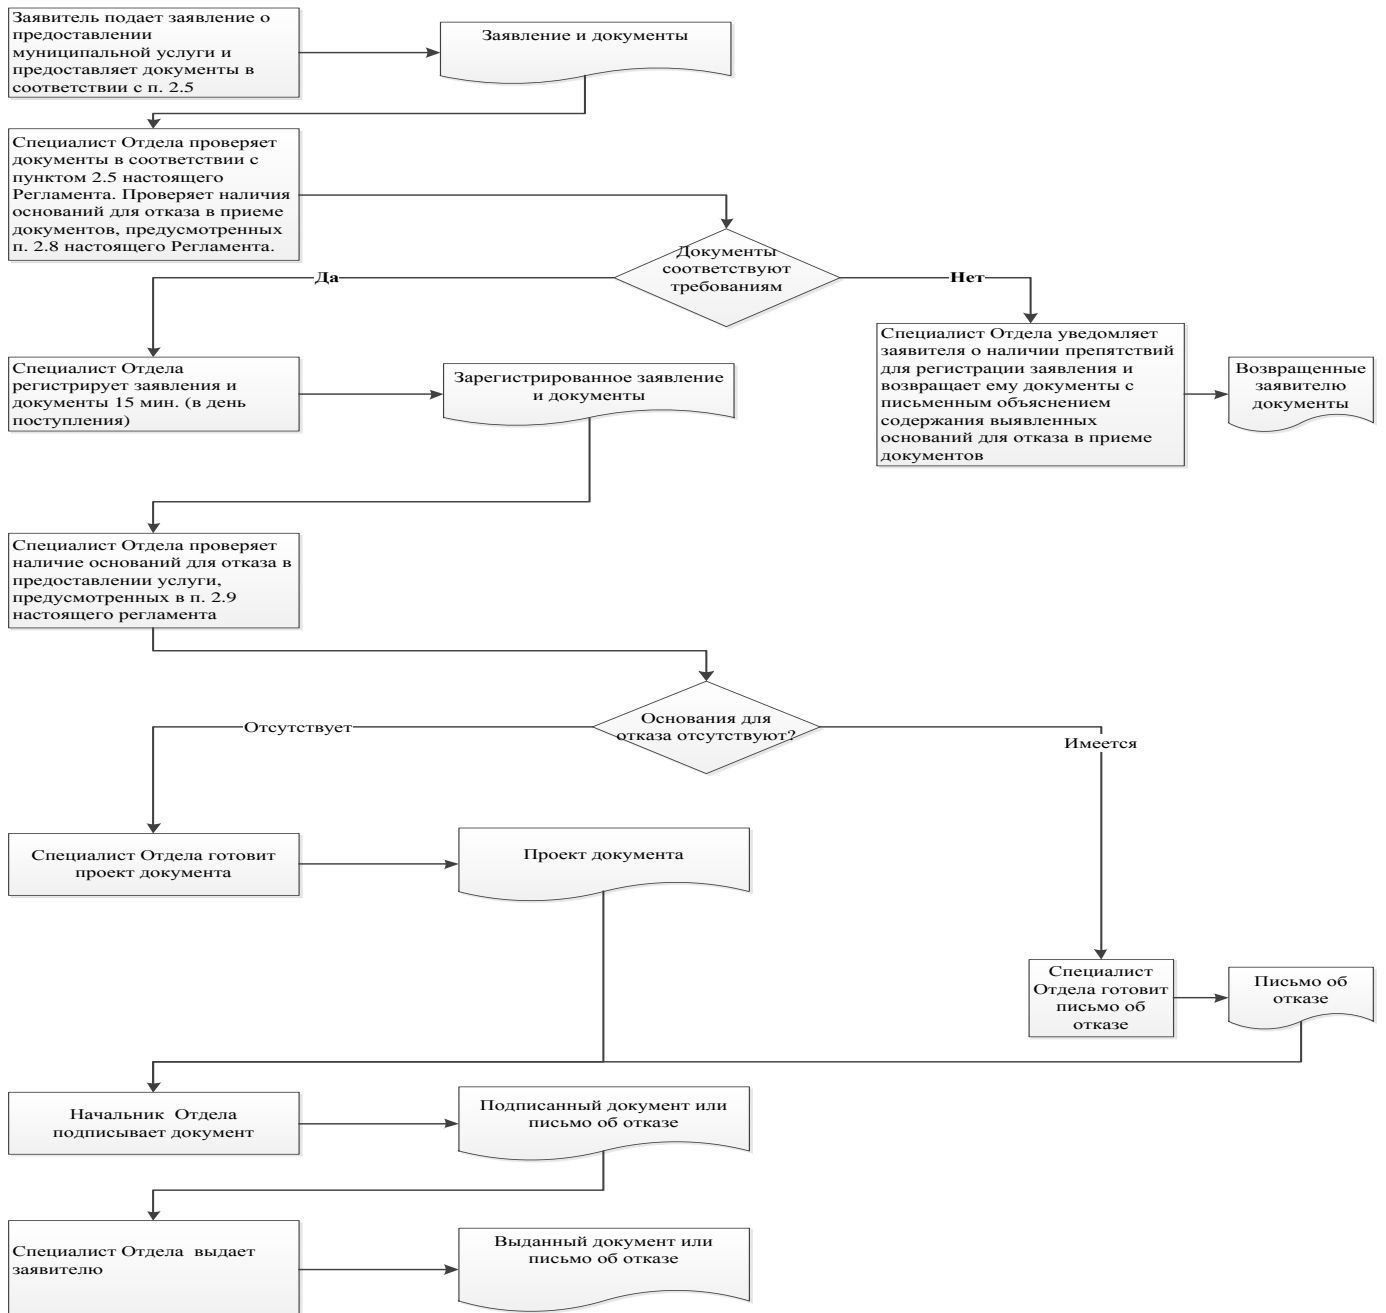 Заявитель подает заявление о
предоставлении
муниципальной услуги и
предоставляет документы в
соответствии с п. 2.5
Заявление и документы
Специалист Отдела проверяет
документы в соответствии с
пунктом 2.5 настоящего
Регламента. Проверяет наличия
оснований для отказа в приеме
документов, предусмотренных
п. 2.8 настоящего Регламента.
Документы
соответствуют
требованиям
Да
Нет
Специалист Отдела
регистрирует заявления и
документы 15 мин. (в день
поступления)
Зарегистрированное заявление
и документы
Специалист Отдела уведомляет
заявителя о наличии препятствий
для регистрации заявления и
возвращает ему документы с
письменным объяснением
содержания выявленных
оснований для отказа в приеме
документов
Возвращенные
заявителю
документы
Специалист Отдела проверяет
наличие оснований для отказа в
предоставлении услуги,
предусмотренных в п. 2.9
настоящего регламента
Основания для
отказа отсутствуют?
Отсутствует
Имеется
Специалист Отдела готовит
проект документа
Проект документа
Специалист
Отдела готовит
письмо об
отказе
Письмо об
отказе
Начальник  Отдела
подписывает документ
Подписанный документ или
письмо об отказе
Специалист Отдела  выдает
заявителю
Выданный документ или
письмо об отказе